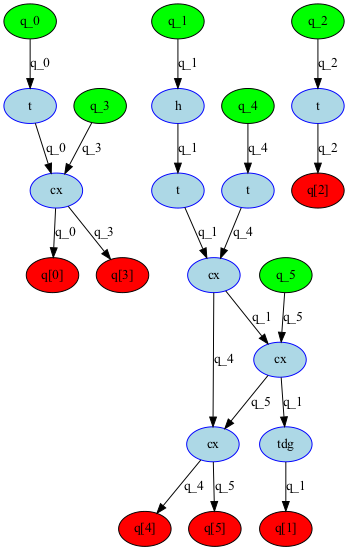 q_0 q_1 q_2
q_0 q_1 q_2
t h q_3 q_4 t
q_0 q_3 q_1 q_4 q_2
cx t t q[2]
q_0 q_3 q_1 q_4
q[0] q[3] cx q_5
q_1 q_5
q_4 cx
q_5 q_1
cx tdg
q_4 q_5 q_1
q[4] q[5] q[1]